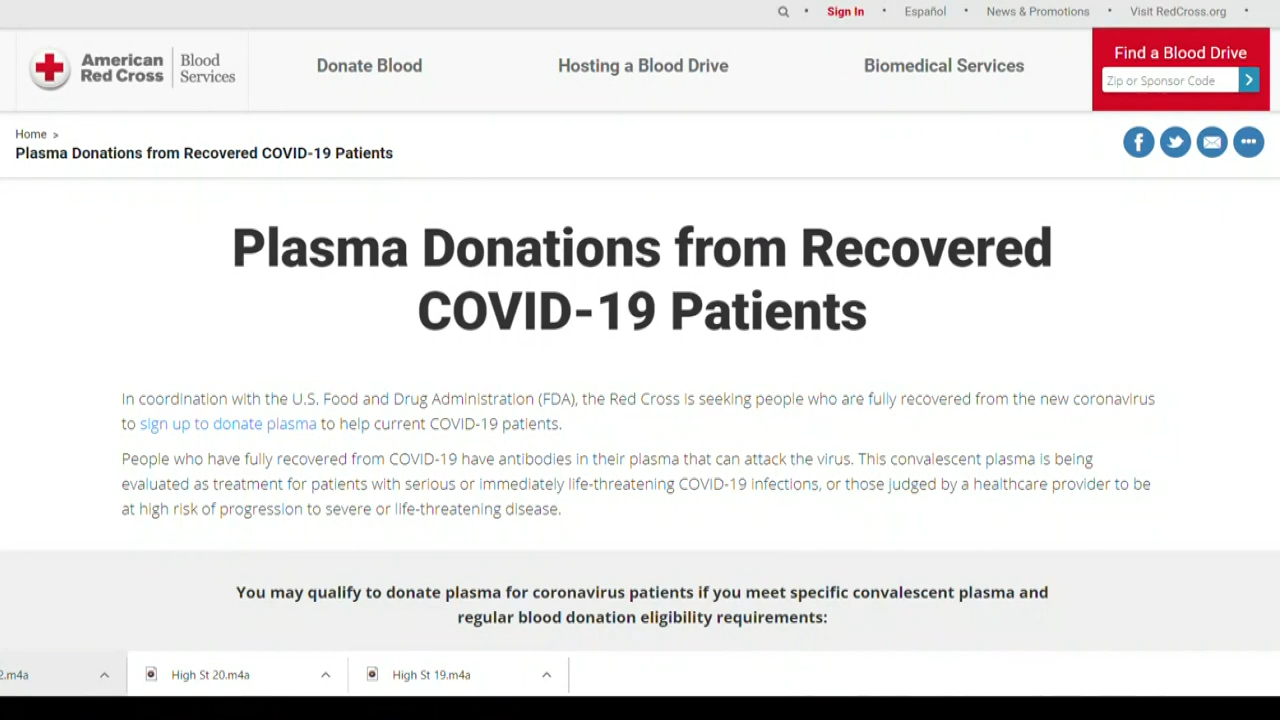 Sign In • Español • News & Promotions • Visit RedCross.org •
American Red Cross
Blood Services
Donate Blood
Hosting a Blood Drive
Biomedical Services
Find a Blood Drive
Zip or Sponsor Code
Home >
Plasma Donations from Recovered COVID-19 Patients
Plasma Donations from Recovered
COVID-19 Patients
In coordination with the U.S. Food and Drug Administration (FDA), the Red Cross is seeking people who are fully recovered from the new coronavirus
to sign up to donate plasma to help current COVID-19 patients.
People who have fully recovered from COVID-19 have antibodies in their plasma that can attack the virus. This convalescent plasma is being
evaluated as treatment for patients with serious or immediately life-threatening COVID-19 infections, or those judged by a healthcare provider to be
at high risk of progression to severe or life-threatening disease.
You may qualify to donate plasma for coronavirus patients if you meet specific convalescent plasma and
regular blood donation eligibility requirements:
2.m4a
High St 20.m4a
High St 19.m4a